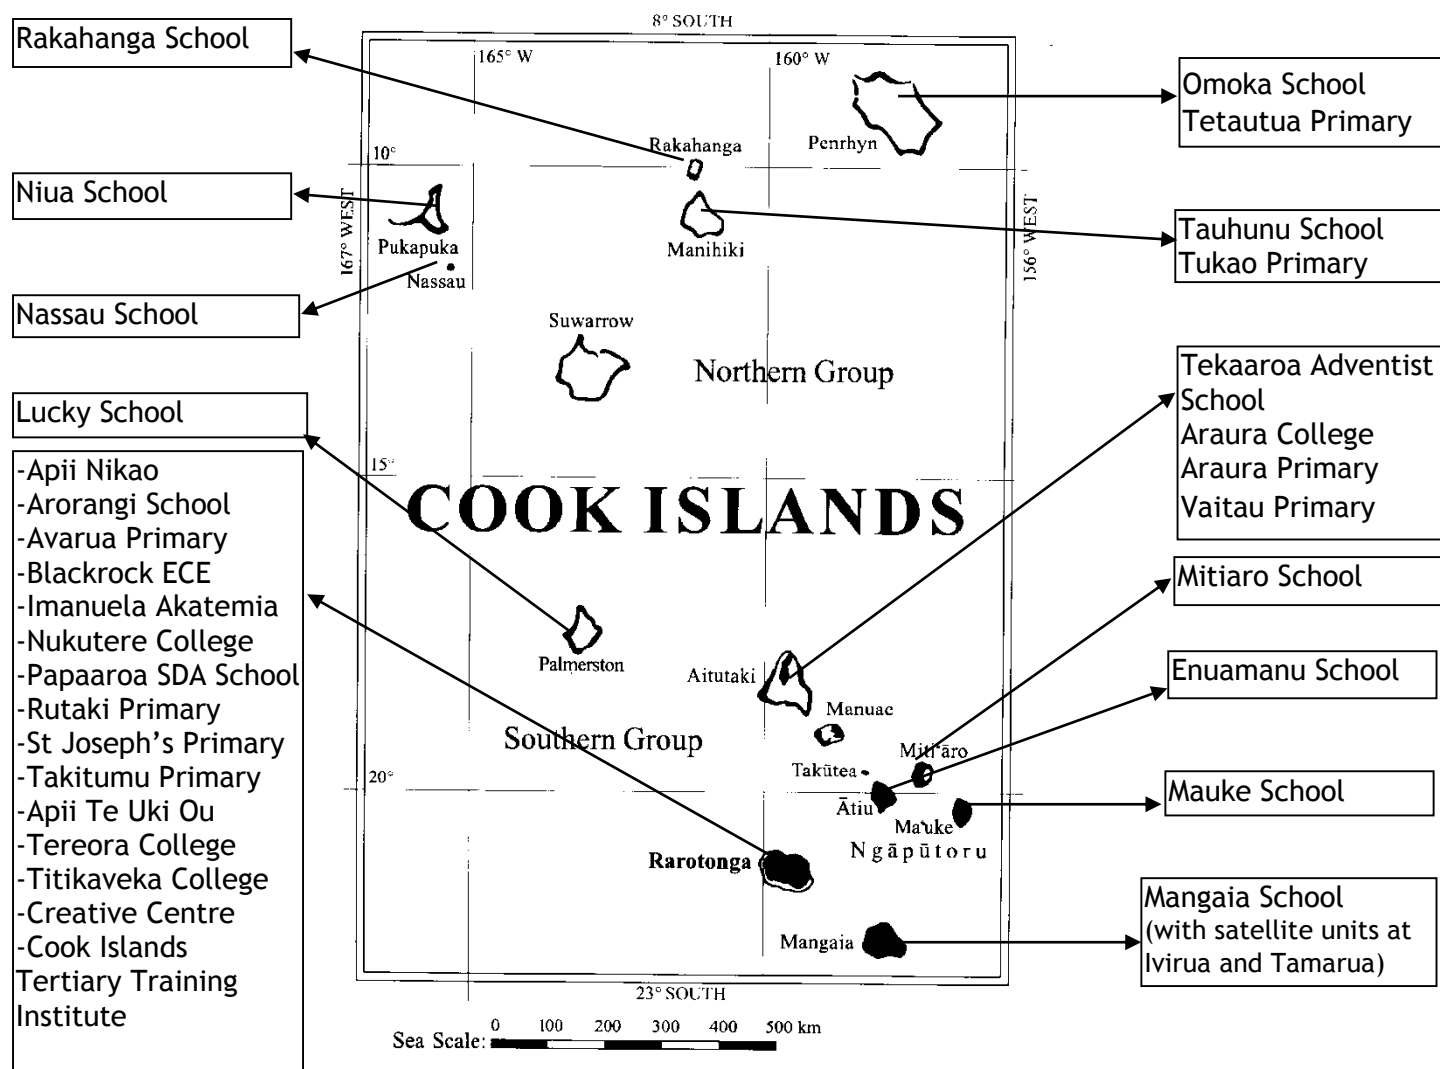 8° SOUTH
Rakahanga School
Niua School
Nassau School
Lucky School
-Apii Nikao
-Arorangi School
-Avarua Primary
-Blackrock ECE
-Imanuela Akatemia
-Nukutere College
-Papaaroa SDA School
-Rutaki Primary
-St Joseph’s Primary
-Takitumu Primary
-Apii Te Uki Ou
-Tereora College
-Titikaveka College
-Creative Centre
-Cook Islands
Tertiary Training
Institute
165° W
160° W
10°
167° WEST
156° WEST
Penrhyn
Rakahanga
Manihiki
Pukapuka
Nassau
Suwarrow
Northern Group
15°
COOK ISLANDS
Palmerston
Aitutaki
Manuae
Southern Group
Miti'āro
Takūtea
20°
Ātiu
Ma'uke
Ngāpūtoru
Rarotonga
Mangaia
23° SOUTH
Sea Scale:
0 100 200 300 400 500 km
Omoka School
Tetautua Primary
Tauhunu School
Tukao Primary
Tekaaroa Adventist
School
Araura College
Araura Primary
Vaitau Primary
Mitiaro School
Enuamanu School
Mauke School
Mangaia School
(with satellite units at
Ivirua and Tamarua)